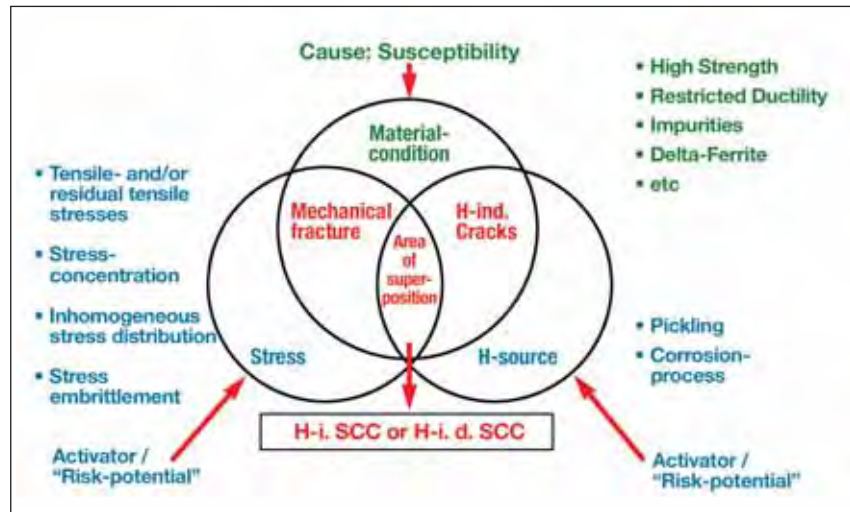 Cause: Susceptibility
▪ High Strength
▪ Restricted Ductility
▪ Impurities
▪ Delta-Ferrite
▪ etc
Material-
condition
▪ Tensile- and/or
residual tensile
stresses
▪ Stress-
concentration
▪ Inhomogeneous
stress distribution
▪ Stress
embrittlement
Mechanical
fracture
H-ind.
Cracks
Area
of
super-
position
Stress
H-source
▪ Pickling
▪ Corrosion-
process
H-i. SCC or H-i. d. SCC
Activator /
“Risk-potential”
Activator /
“Risk-potential”